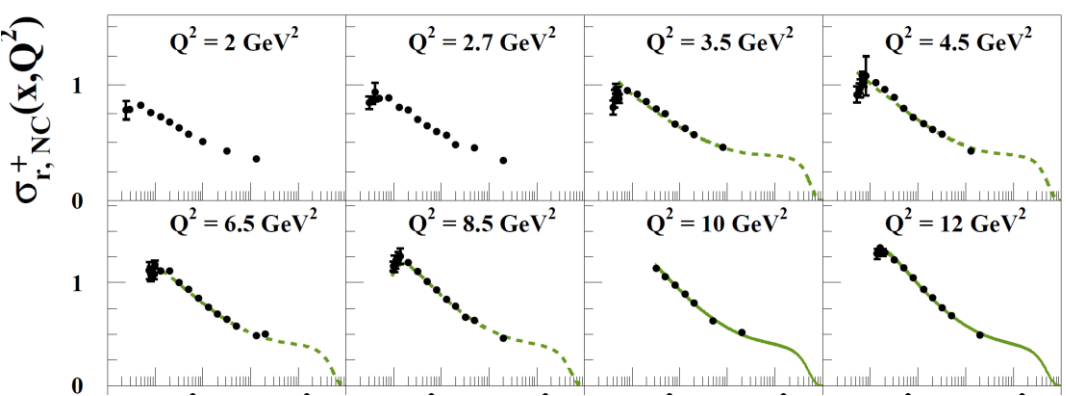 σ⁺r, NC(x,Q²)
Q² = 2 GeV²
Q² = 2.7 GeV²
Q² = 3.5 GeV²
Q² = 4.5 GeV²
1
0
Q² = 6.5 GeV²
Q² = 8.5 GeV²
Q² = 10 GeV²
Q² = 12 GeV²
1
0